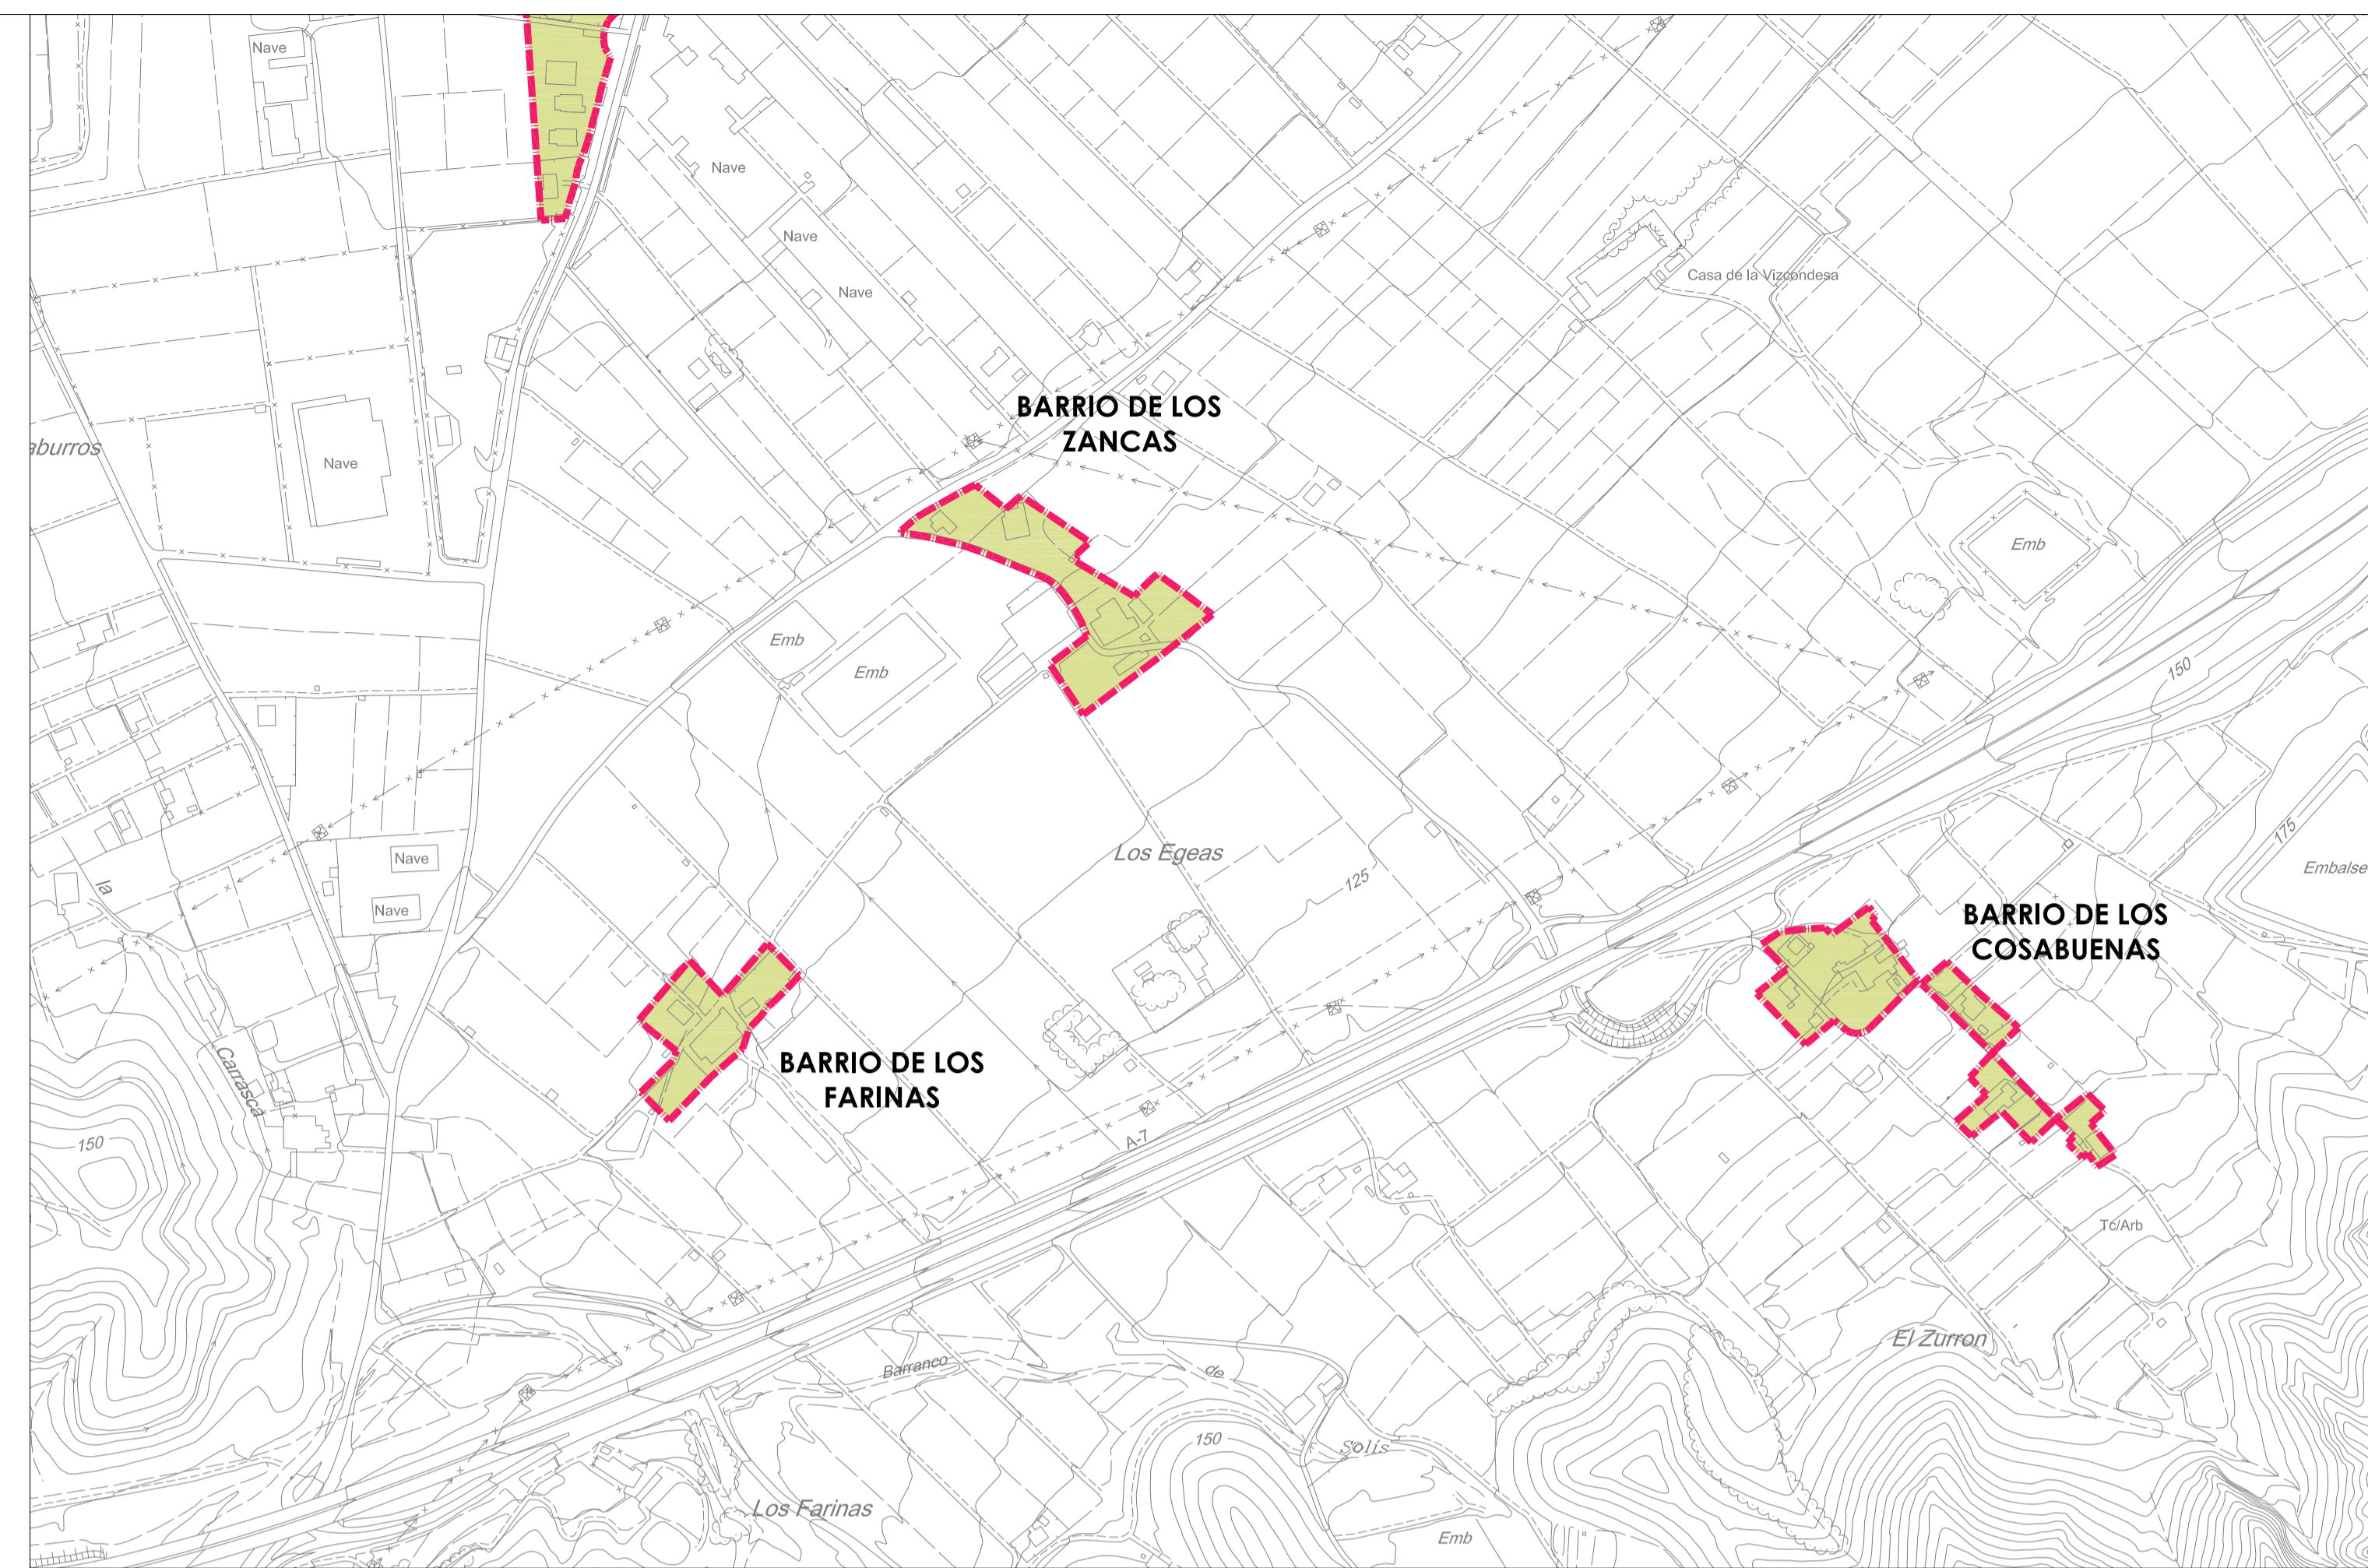 Nave
Nave
Nave
Nave
Casa de la Vizcondesa
BARRIO DE LOS
ZANCAS
aburros
Nave
Emb
Emb
Emb
150
Los Egeas
125
175
Embalse
Nave
Nave
la
Carrasca
BARRIO DE LOS
COSABUENAS
BARRIO DE LOS
FARINAS
A-7
150
Tc/Arb
El Zurron
Barranco
de
Solís
150
Los Farinas
Emb